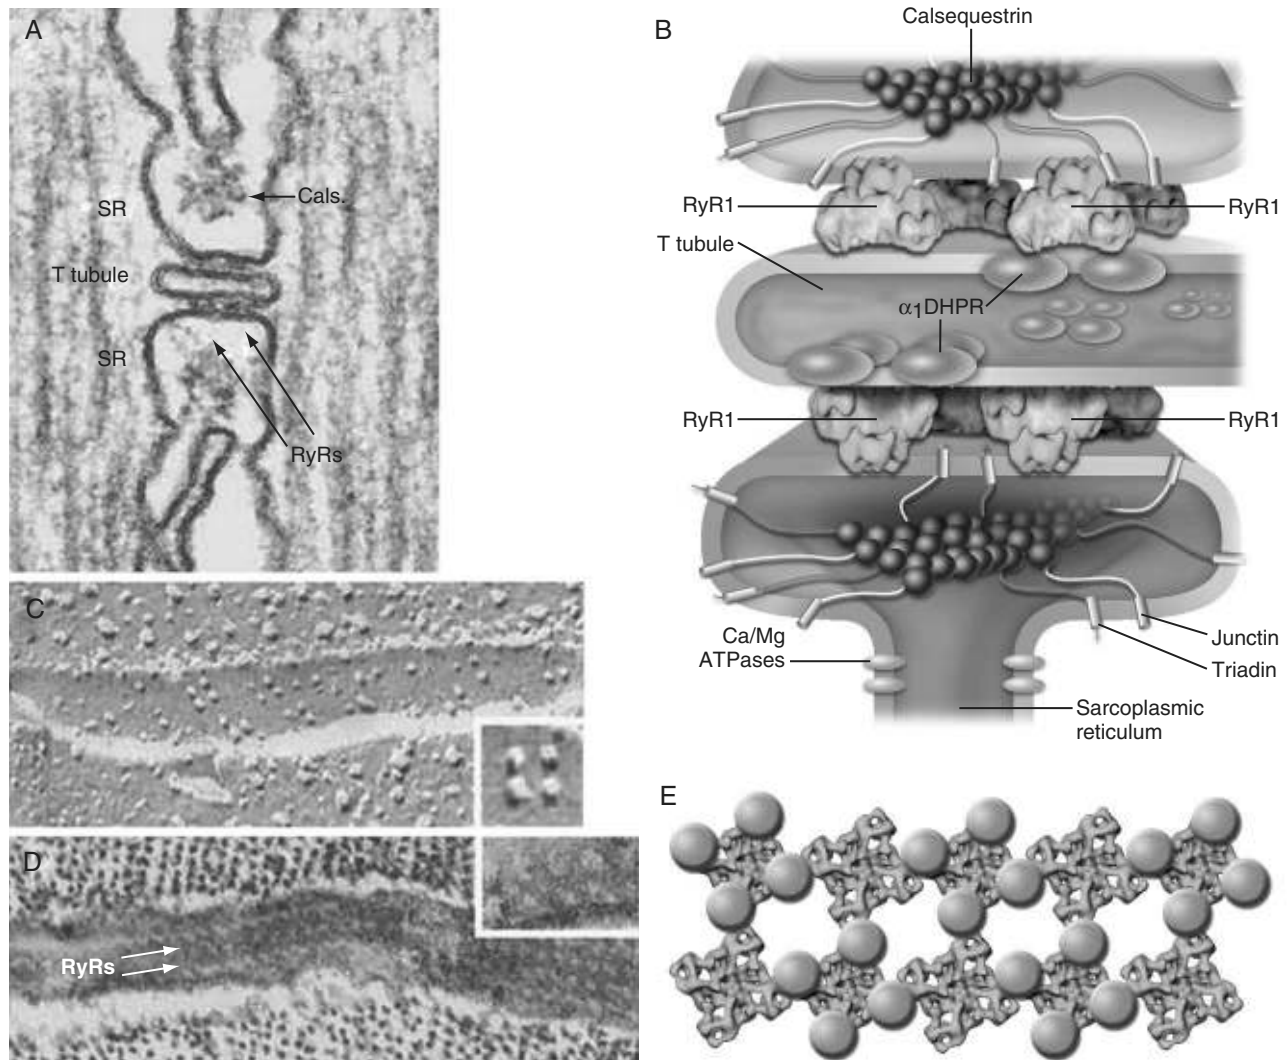 A
SR
Cals.
T tubule
SR
RyRs
B
Calsequestrin
RyR1
RyR1
T tubule
α1DHPR
RyR1
RyR1
Ca/Mg
ATPases
Junctin
Triadin
Sarcoplasmic
reticulum
C
D
RyRs
E